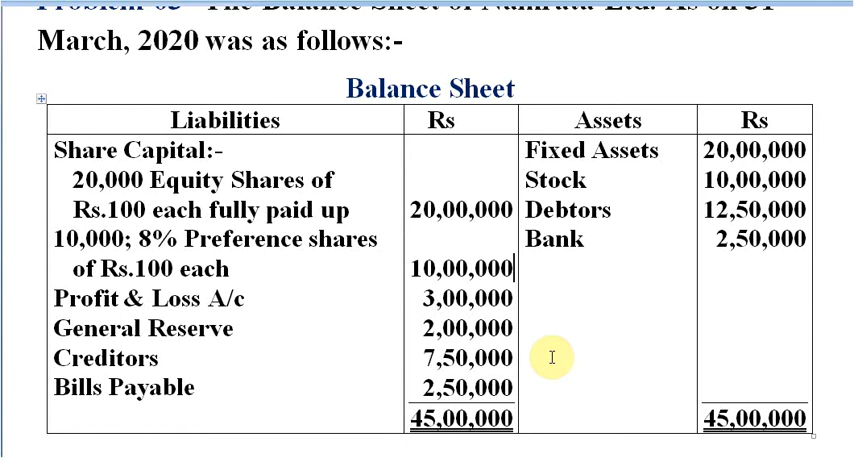 March, 2020 was as follows:-
Balance Sheet
Liabilities Rs Assets Rs
Share Capital:- Fixed Assets 20,00,000
20,000 Equity Shares of Stock 10,00,000
Rs.100 each fully paid up 20,00,000 Debtors 12,50,000
10,000; 8% Preference shares Bank 2,50,000
of Rs.100 each 10,00,000
Profit & Loss A/c 3,00,000
General Reserve 2,00,000
Creditors 7,50,000
Bills Payable 2,50,000
45,00,000 45,00,000